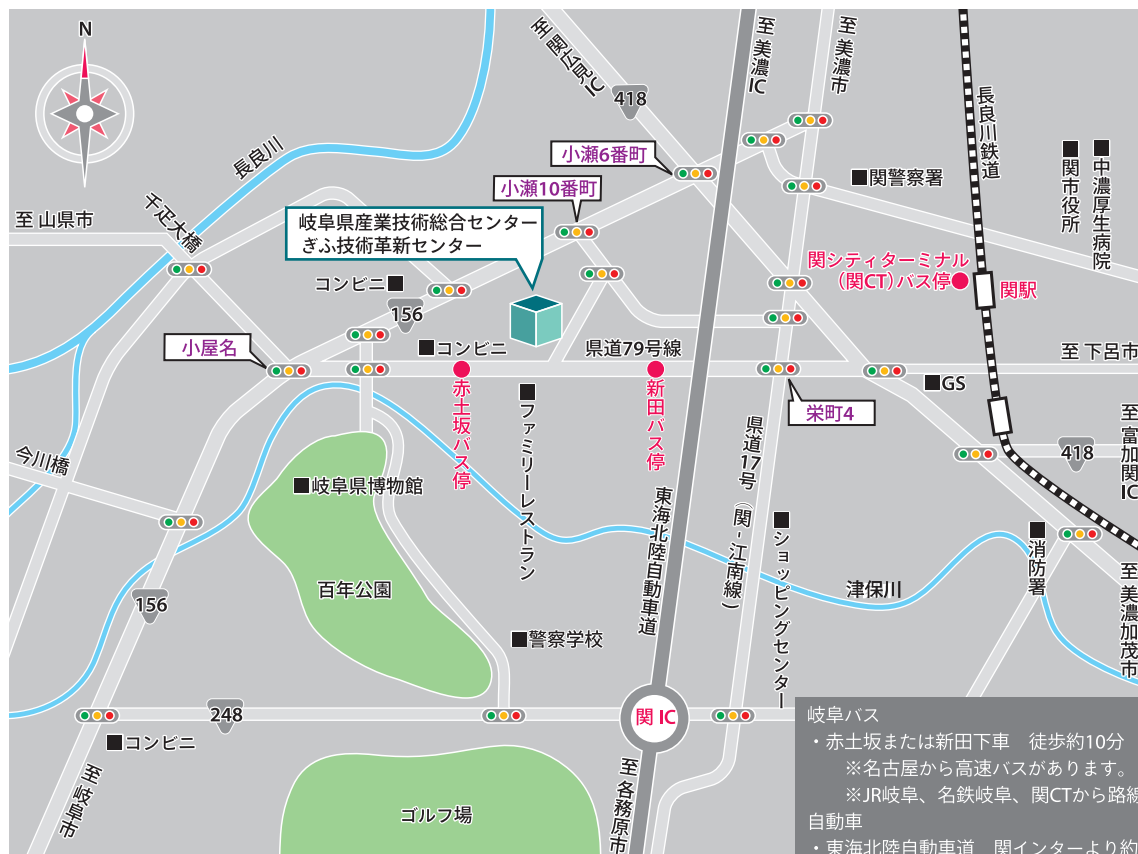 N
至 関広見IC
418
至 美濃IC
至 美濃市
長良川鉄道
長良川
小瀬6番町
小瀬10番町
関警察署
関市役所
中濃厚生病院
至 山県市
千疋大橋
岐阜県産業技術総合センター
ぎふ技術革新センター
コンビニ
156
関シティターミナル
（関CT）バス停
関駅
小屋名
コンビニ
県道79号線
至 下呂市
赤土坂バス停
ファミリーレストラン
新田バス停
栄町4
GS
至 富加関IC
418
今川橋
岐阜県博物館
県道17号（関-江南線）
東海北陸自動車道
ショッピングセンター
消防署
百年公園
156
津保川
至 美濃加茂市
警察学校
248
関 IC
コンビニ
至 岐阜市
ゴルフ場
至 各務原市
岐阜バス
・赤土坂または新田下車　徒歩約10分
※名古屋から高速バスがあります。
※JR岐阜、名鉄岐阜、関CTから路線
自動車
・東海北陸自動車道　関インターより約